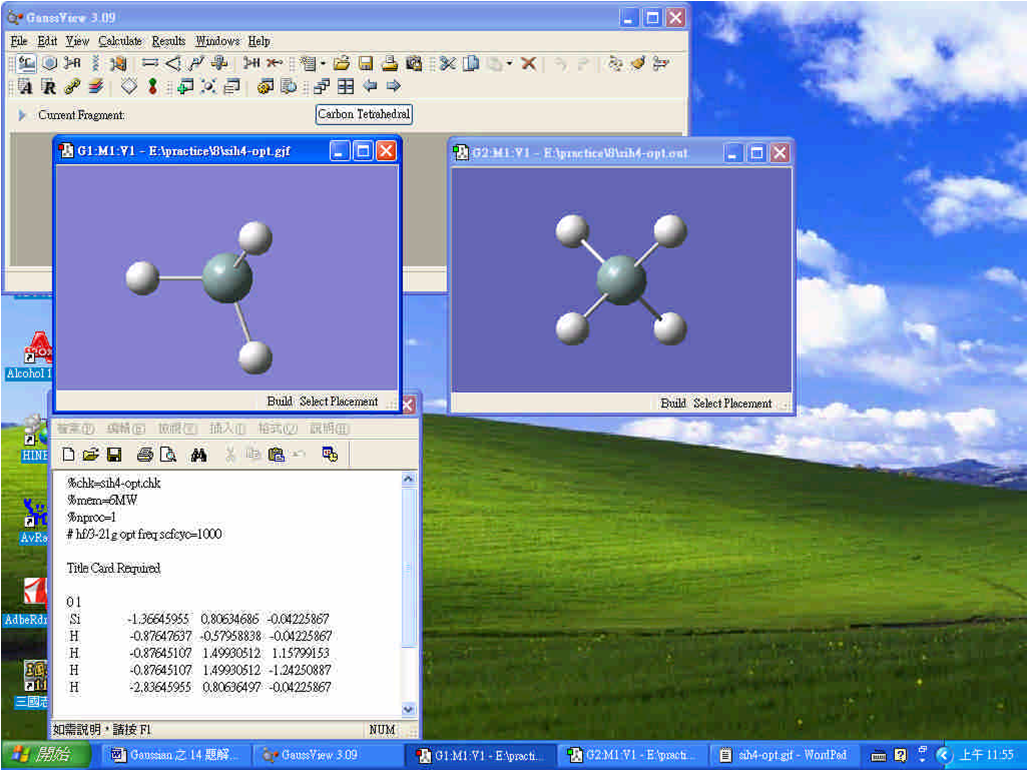 GaussView 3.09
File Edit View Calculate Results Windows Help
Current Fragment: Carbon Tetrahedral
G1:M1:V1 - E:\practice\8\sih4-opt.gjf
G2:M1:V1 - E:\practice\8\sih4-opt.out
Build Select Placement
Build Select Placement
Alcohol 1
AvRa
AdbeRdr
檔案(F) 編輯(E) 檢視(V) 插入(I) 格式(O) 說明(H)
%chk=sih4-opt.chk
%mem=6MW
%nproc=1
# hf/3-21g opt freq scfcyc=1000
Title Card Required
0 1
Si -1.36645955 0.80634686 -0.04225867
H -0.87647637 -0.57958838 -0.04225867
H -0.87645107 1.49930512 1.15799153
H -0.87645107 1.49930512 -1.24250887
H -2.83645955 0.80636497 -0.04225867
如需說明，請按 F1 NUM
開始 Gaussian 之 14 題解... GaussView 3.09 G1:M1:V1 - E:\practi... G2:M1:V1 - E:\practi... sih4-opt.gjf - WordPad 上午 11:55